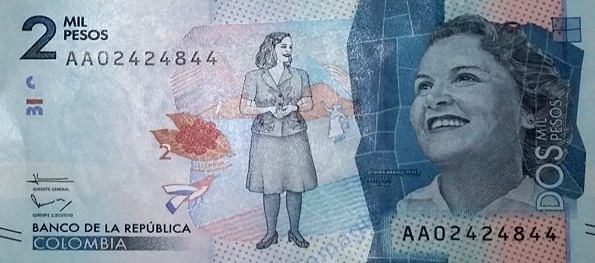 2 MIL
PESOS
AA02424844
2
GERENTE GENERAL
GERENTE EJECUTIVO
BANCO DE LA REPÚBLICA
COLOMBIA
DÉBORA ARANGO PÉREZ
DOS MIL
PESOS
AA02424844